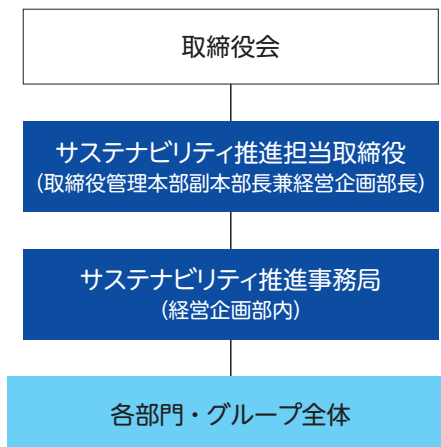 取締役会
サステナビリティ推進担当取締役
(取締役管理本部副本部長兼経営企画部長)
サステナビリティ推進事務局
(経営企画部内)
各部門・グループ全体